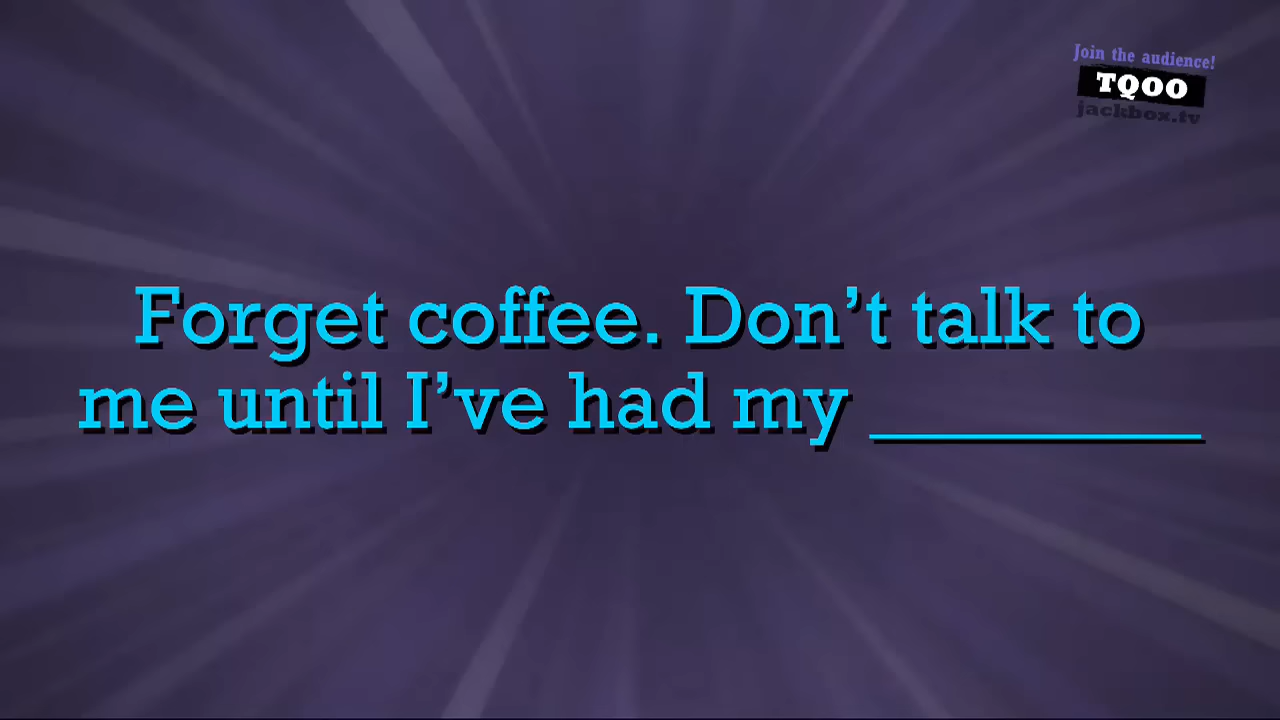 Join the audience!
TQOO
jackbox.tv
Forget coffee. Don’t talk to
me until I’ve had my ________